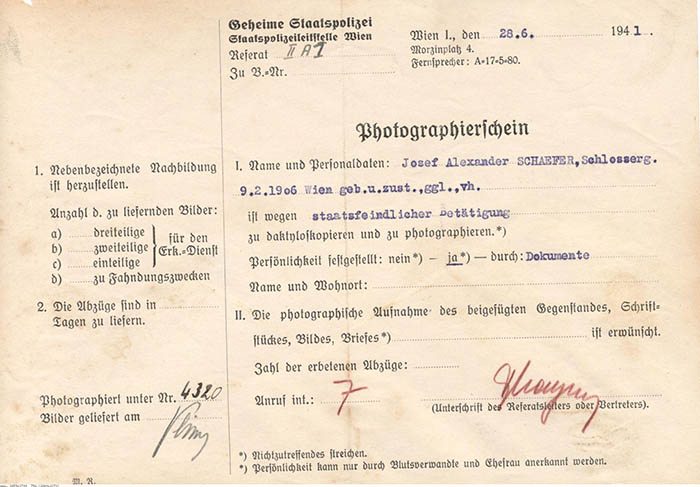 Geheime Staatspolizei
Staatspolizeileitstelle Wien
Referat II A 1
Zu B.-Nr.
Wien I., den 28.6. 1941.
Morzinplatz 4.
Fernsprecher: A-17-5-80.
Photographierschein
1. Nebenbezeichnete Nachbildung
ist herzustellen.
Anzahl d. zu liefernden Bilder:
a) dreiteilige
b) zweiteilige
c) einteilige
für den
Erk.-Dienst
d) zu Fahndungszwecken
2. Die Abzüge sind in
Tagen zu liefern.
Photographiert unter Nr. 4320
Bilder geliefert am
M. R.
I. Name und Personaldaten: Josef Alexander SCHAEFER, Schlosserg.
9.2.1906 Wien geb.u.zust.,ggl.,vh.
ist wegen staatsfeindlicher Betätigung
zu daktyloskopieren und zu photographieren.*)
Persönlichkeit festgestellt: nein*) – ja*) – durch: Dokumente
Name und Wohnort:
II. Die photographische Aufnahme des beigefügten Gegenstandes, Schrift-
stückes, Bildes, Briefes*) ist erwünscht.
Zahl der erbetenen Abzüge:
Anruf int.: 7
(Unterschrift des Referatsleiters oder Vertreters).
*) Nichtzutreffendes streichen.
*) Persönlichkeit kann nur durch Blutsverwandte und Ehefrau anerkannt werden.